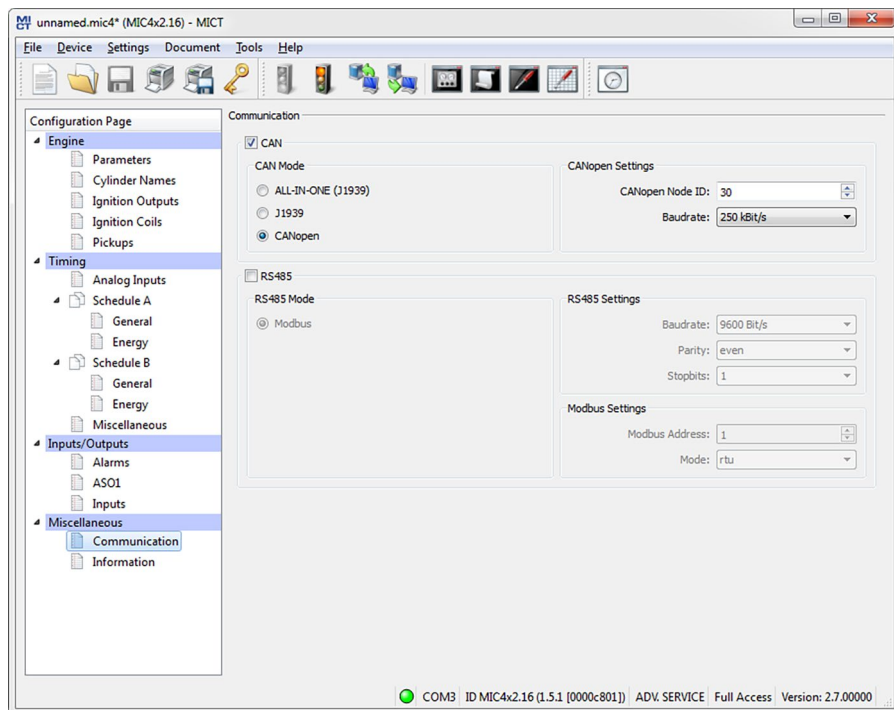 MICT unnamed.mic4* (MIC4x2.16) - MICT
File Device Settings Document Tools Help
Configuration Page
Engine
Parameters
Cylinder Names
Ignition Outputs
Ignition Coils
Pickups
Timing
Analog Inputs
Schedule A
General
Energy
Schedule B
General
Energy
Miscellaneous
Inputs/Outputs
Alarms
ASO1
Inputs
Miscellaneous
Communication
Information
Communication
CAN
CAN Mode
ALL-IN-ONE (J1939)
J1939
CANopen
CANopen Settings
CANopen Node ID: 30
Baudrate: 250 kBit/s
RS485
RS485 Mode
Modbus
RS485 Settings
Baudrate: 9600 Bit/s
Parity: even
Stopbits: 1
Modbus Settings
Modbus Address: 1
Mode: rtu
COM3 ID MIC4x2.16 (1.5.1 [0000c801]) ADV. SERVICE Full Access Version: 2.7.00000